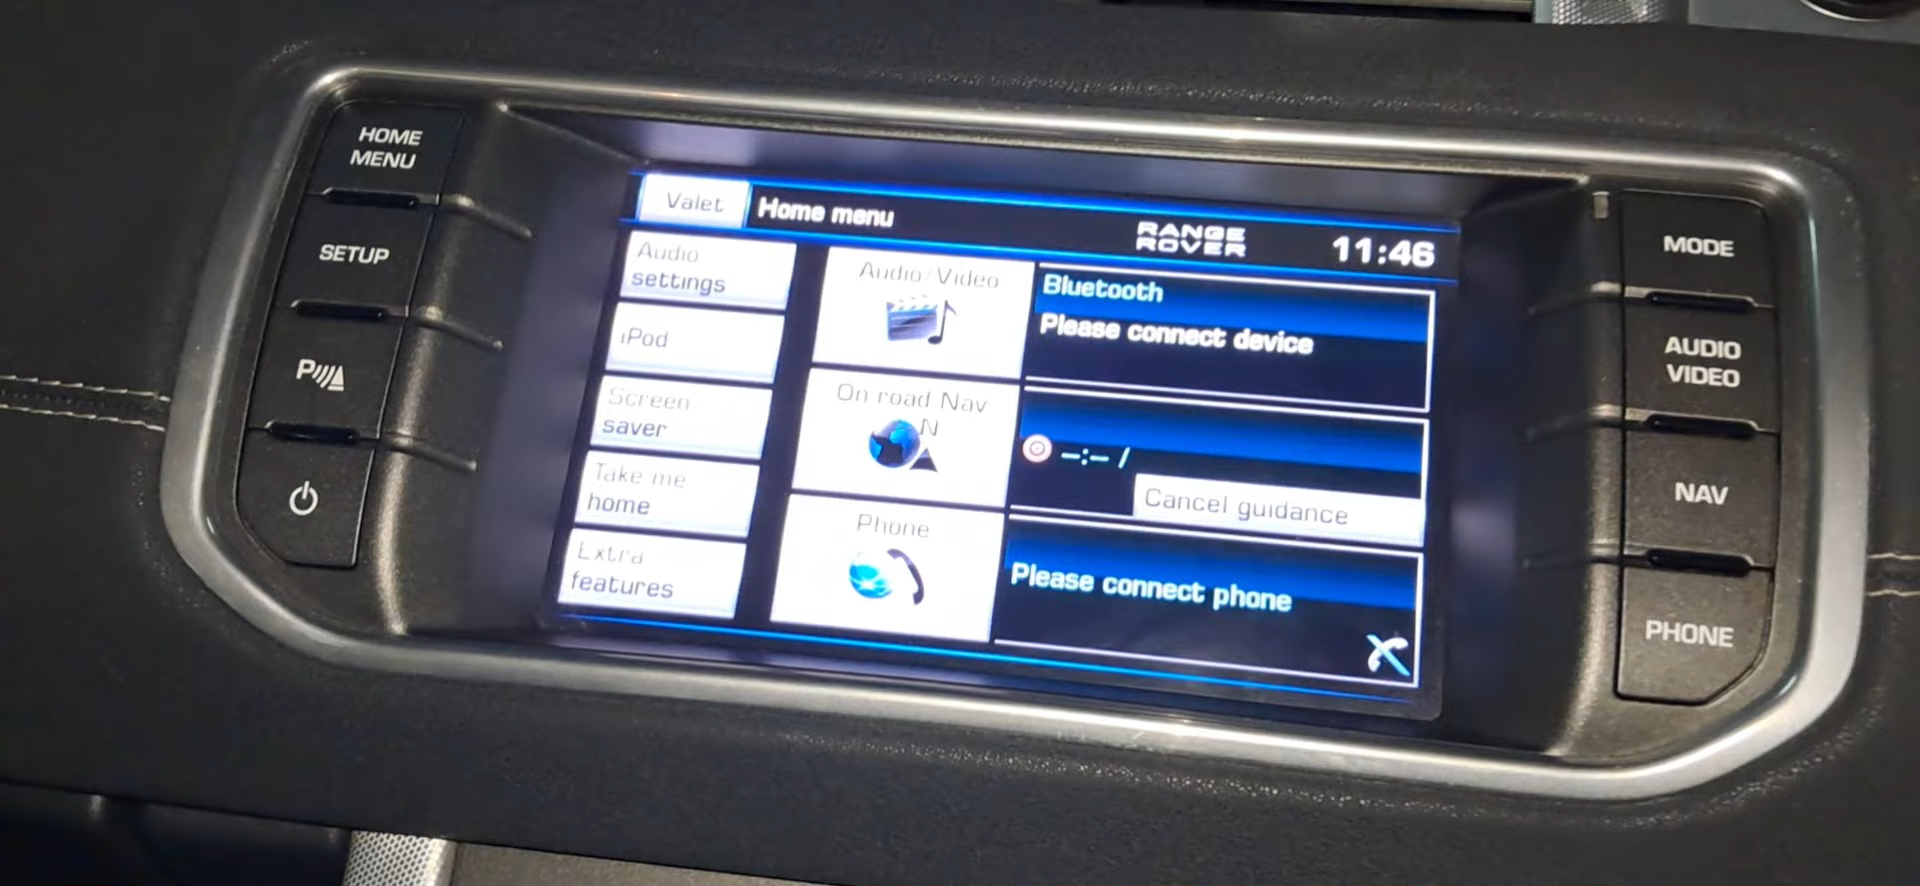 HOME
MENU
SETUP
P
Valet
Home menu
RANGE
ROVER
11:46
Audio
settings
iPod
Screen
saver
Take me
home
Extra
features
Audio/Video
On road Nav
N
Phone
Bluetooth
Please connect device
--:-- /
Cancel guidance
Please connect phone
MODE
AUDIO
VIDEO
NAV
PHONE